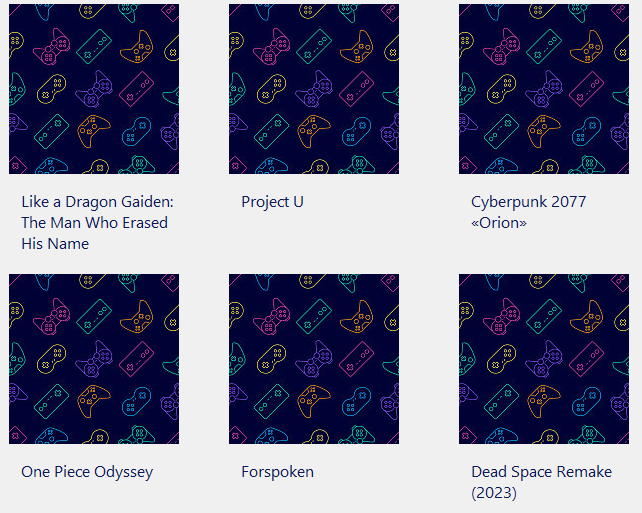 Like a Dragon Gaiden:
The Man Who Erased
His Name
Project U
Cyberpunk 2077
«Orion»
One Piece Odyssey
Forspoken
Dead Space Remake
(2023)